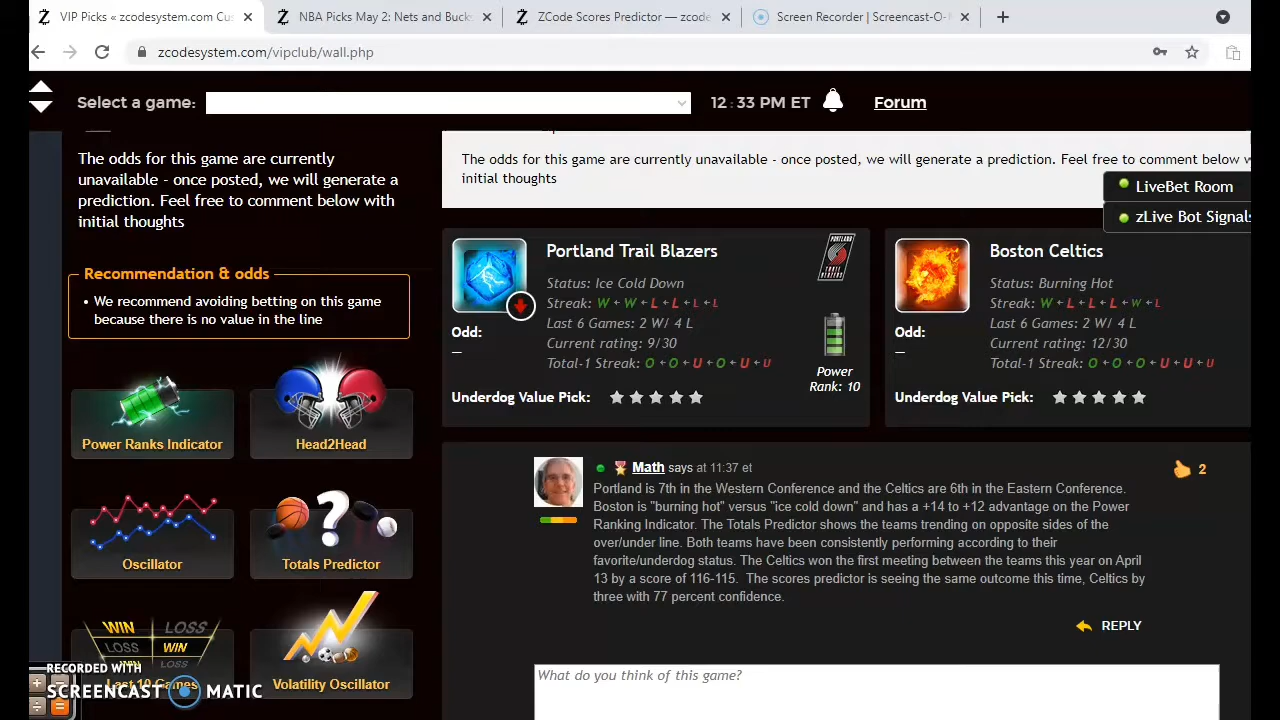 VIP Picks « zcodesystem.com Cus
NBA Picks May 2: Nets and Bucks
ZCode Scores Predictor — zcode
Screen Recorder | Screencast-O-
zcodesystem.com/vipclub/wall.php
Select a game:
12:33 PM ET
Forum
The odds for this game are currently
unavailable - once posted, we will generate a
prediction. Feel free to comment below with
initial thoughts
Recommendation & odds
• We recommend avoiding betting on this game
because there is no value in the line
Power Ranks Indicator
Head2Head
Oscillator
Totals Predictor
WIN LOSS
LOSS WIN
WIN LOSS
Last 10 Games
Volatility Oscillator
RECORDED WITH
SCREENCAST MATIC
The odds for this game are currently unavailable - once posted, we will generate a prediction. Feel free to comment below w
initial thoughts
LiveBet Room
zLive Bot Signals
Portland Trail Blazers
Status: Ice Cold Down
Streak: W ← W ← L ← L ← L ← L
Last 6 Games: 2 W/ 4 L
Current rating: 9/30
Total-1 Streak: O ← O ← U ← O ← U ← U
Odd:
—
Underdog Value Pick:
PORTLAND
TRAIL BLAZERS
Power
Rank: 10
Boston Celtics
Status: Burning Hot
Streak: W ← L ← L ← L ← W ← L
Last 6 Games: 2 W/ 4 L
Current rating: 12/30
Total-1 Streak: O ← O ← O ← U ← U ← U
Odd:
—
Underdog Value Pick:
Math says at 11:37 et
2
Portland is 7th in the Western Conference and the Celtics are 6th in the Eastern Conference.
Boston is "burning hot" versus "ice cold down" and has a +14 to +12 advantage on the Power
Ranking Indicator. The Totals Predictor shows the teams trending on opposite sides of the
over/under line. Both teams have been consistently performing according to their
favorite/underdog status. The Celtics won the first meeting between the teams this year on April
13 by a score of 116-115. The scores predictor is seeing the same outcome this time, Celtics by
three with 77 percent confidence.
REPLY
What do you think of this game?